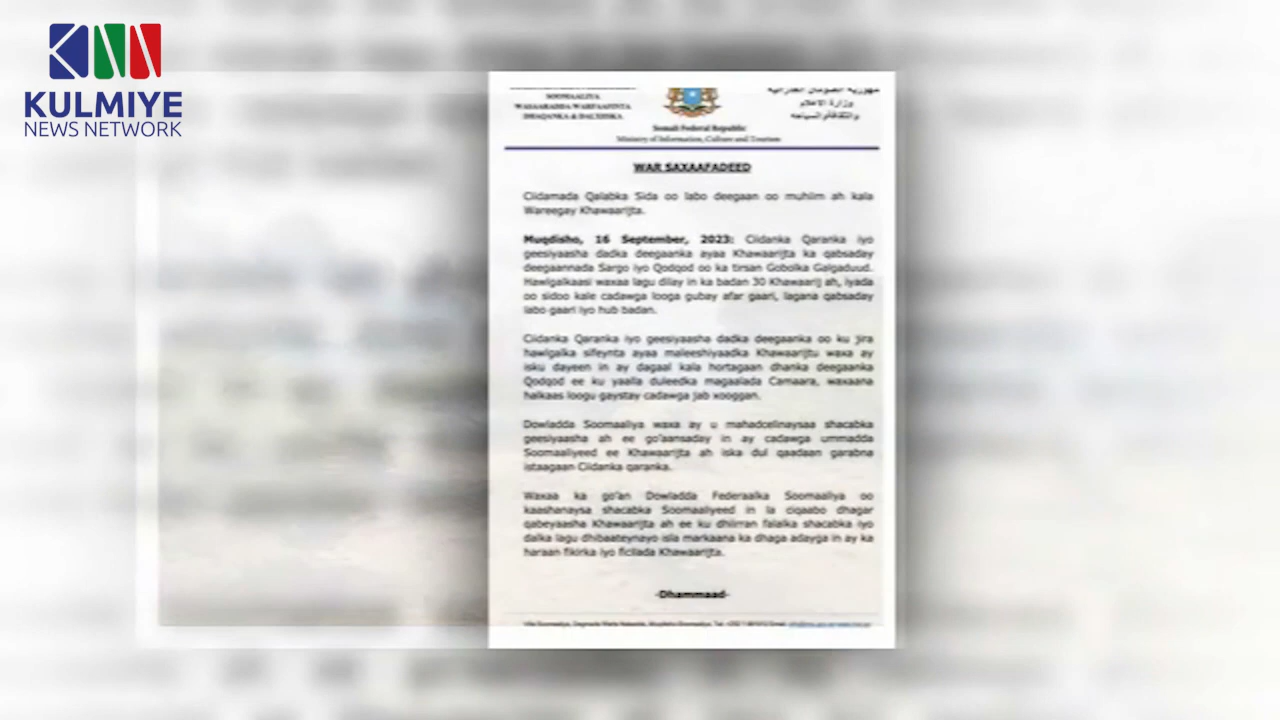 KULMIYE
NEWS NETWORK
SOOMAALIYA
WASAARADDA WARFAAFINTA
DHAQANKA & DALXIISKA
وزارة الاعلام
والثقافة والسياحة
Somali Federal Republic
Ministry of Information, Culture and Tourism
WAR SAXAAFADEED
Ciidamada Qalabka Sida oo labo deegaan oo muhiim ah kala
Wareegay Khawaarijta.
Muqdisho, 16 September, 2023: Ciidanka Qaranka iyo
geesiyaasha dadka deegaanka ayaa Khawaarijta ka qabsaday
deegaannada Sargo iyo Qodqod oo ka tirsan Gobolka Galgaduud.
Hawlgalkaasi waxaa lagu dilay in ka badan 30 Khawaarij ah, iyada
oo sidoo kale cadawga looga gubay afar gaari, lagana qabsaday
labo gaari iyo hub badan.
Ciidanka Qaranka iyo geesiyaasha dadka deegaanka oo ku jira
hawlgalka sifeynta ayaa maleeshiyaadka Khawaarijtu waxa ay
isku dayeen in ay dagaal kala hortagaan dhanka deegaanka
Qodqod ee ku yaalla duleedka magaalada Camaara, waxaana
halkaas loogu gaystay cadawga jab xooggan.
Dowladda Soomaaliya waxa ay u mahadcelinaysaa shacabka
geesiyaasha ah ee go'aansaday in ay cadawga ummadda
Soomaaliyeed ee Khawaarijta ah iska dul qaadaan garabna
istaagaan Ciidanka qaranka.
Waxaa ka go'an Dowladda Federaalka Soomaaliya oo
kaashanaysa shacabka Soomaaliyeed in la ciqaabo dhagar
qabeyaasha Khawaarijta ah ee ku dhiirran falalka shacabka iyo
dalka lagu dhibaateynayo isla markaana ka dhaga adayga in ay ka
haraan fikirka iyo ficilada Khawaarijta.
-Dhammaad-